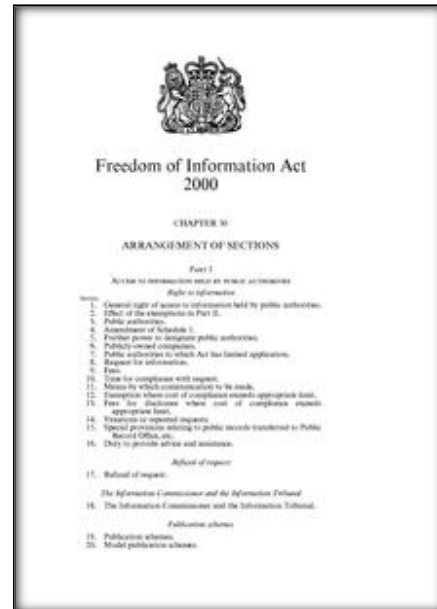 Freedom of Information Act
2000
CHAPTER 36
ARRANGEMENT OF SECTIONS
PART I
ACCESS TO INFORMATION HELD BY PUBLIC AUTHORITIES
Right to information
Section
1. General right of access to information held by public authorities.
2. Effect of the exemptions in Part II.
3. Public authorities.
4. Amendment of Schedule 1.
5. Further power to designate public authorities.
6. Publicly-owned companies.
7. Public authorities to which Act has limited application.
8. Request for information.
9. Fees.
10. Time for compliance with request.
11. Means by which communication to be made.
12. Exemption where cost of compliance exceeds appropriate limit.
13. Fees for disclosure where cost of compliance exceeds
appropriate limit.
14. Vexatious or repeated requests.
15. Special provisions relating to public records transferred to Public
Record Office, etc.
16. Duty to provide advice and assistance.
Refusal of request
17. Refusal of request.
The Information Commissioner and the Information Tribunal
18. The Information Commissioner and the Information Tribunal.
Publication schemes
19. Publication schemes.
20. Model publication schemes.